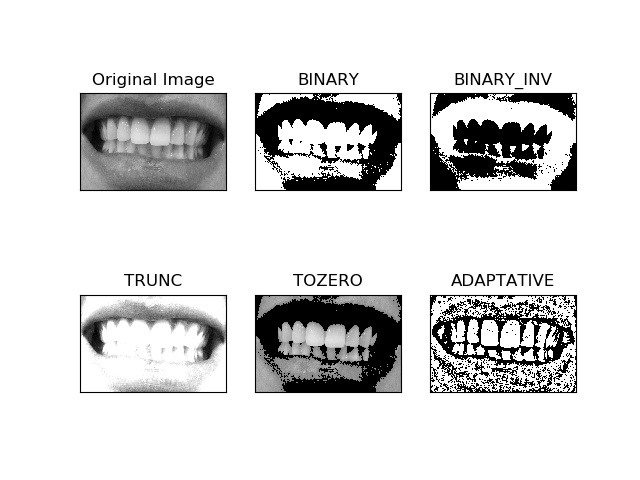 Original Image
BINARY
BINARY_INV
TRUNC
TOZERO
ADAPTATIVE